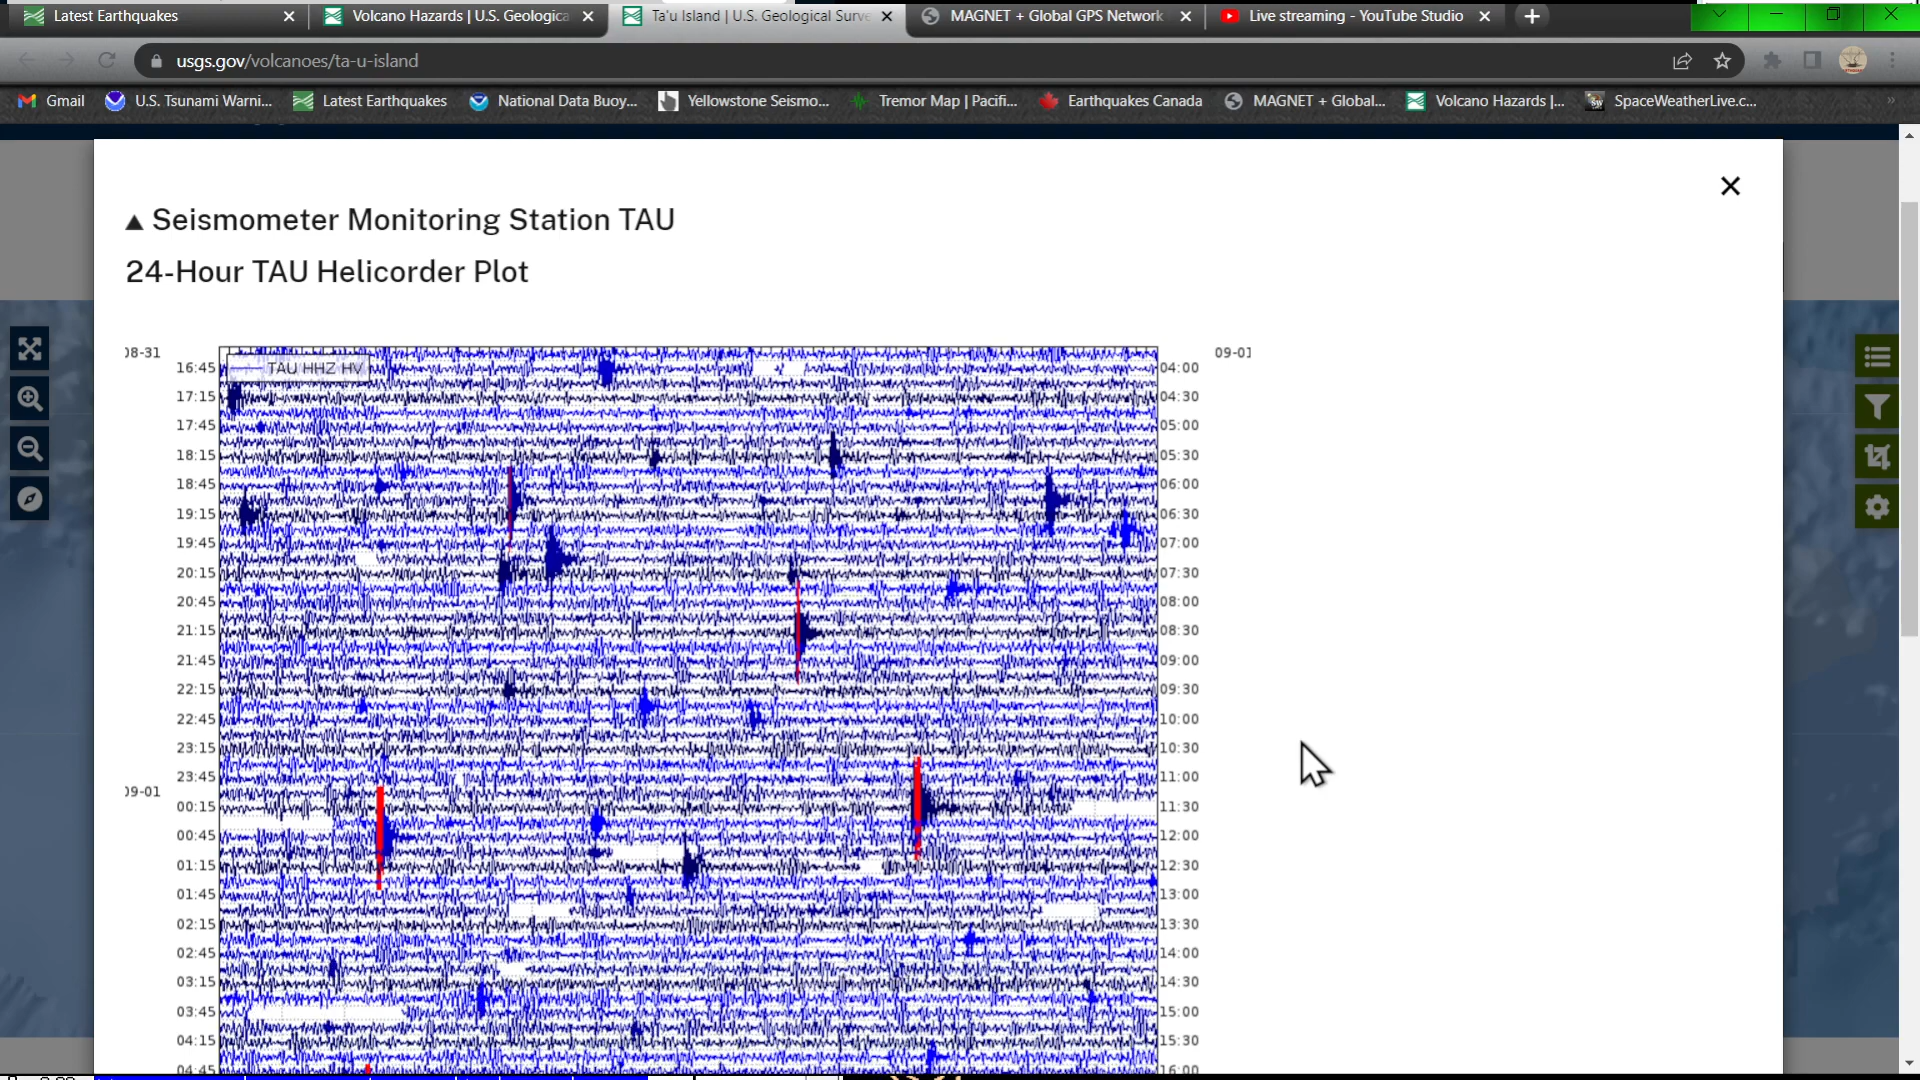 Latest Earthquakes
Volcano Hazards | U.S. Geologica
Ta'u Island | U.S. Geological Surve
MAGNET + Global GPS Network
Live streaming - YouTube Studio
usgs.gov/volcanoes/ta-u-island
Gmail
U.S. Tsunami Warni...
Latest Earthquakes
National Data Buoy...
Yellowstone Seismo...
Tremor Map | Pacifi...
Earthquakes Canada
MAGNET + Global...
Volcano Hazards |...
SpaceWeatherLive.c...
▲ Seismometer Monitoring Station TAU
24-Hour TAU Helicorder Plot
08-31
09-01
TAU HHZ HV
16:45 04:00
17:15 04:30
17:45 05:00
18:15 05:30
18:45 06:00
19:15 06:30
19:45 07:00
20:15 07:30
20:45 08:00
21:15 08:30
21:45 09:00
22:15 09:30
22:45 10:00
23:15 10:30
23:45 11:00
09-01
00:15 11:30
00:45 12:00
01:15 12:30
01:45 13:00
02:15 13:30
02:45 14:00
03:15 14:30
03:45 15:00
04:15 15:30
04:45 16:00